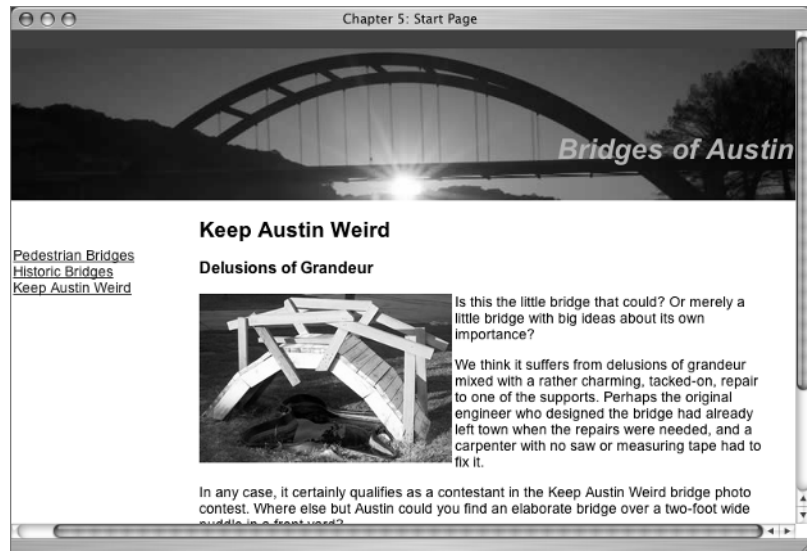 Chapter 5: Start Page
Bridges of Austin
Pedestrian Bridges
Historic Bridges
Keep Austin Weird
Keep Austin Weird
Delusions of Grandeur
Is this the little bridge that could? Or merely a
little bridge with big ideas about its own
importance?
We think it suffers from delusions of grandeur
mixed with a rather charming, tacked-on, repair
to one of the supports. Perhaps the original
engineer who designed the bridge had already
left town when the repairs were needed, and a
carpenter with no saw or measuring tape had to
fix it.
In any case, it certainly qualifies as a contestant in the Keep Austin Weird bridge photo
contest. Where else but Austin could you find an elaborate bridge over a two-foot wide
puddle in a front yard?